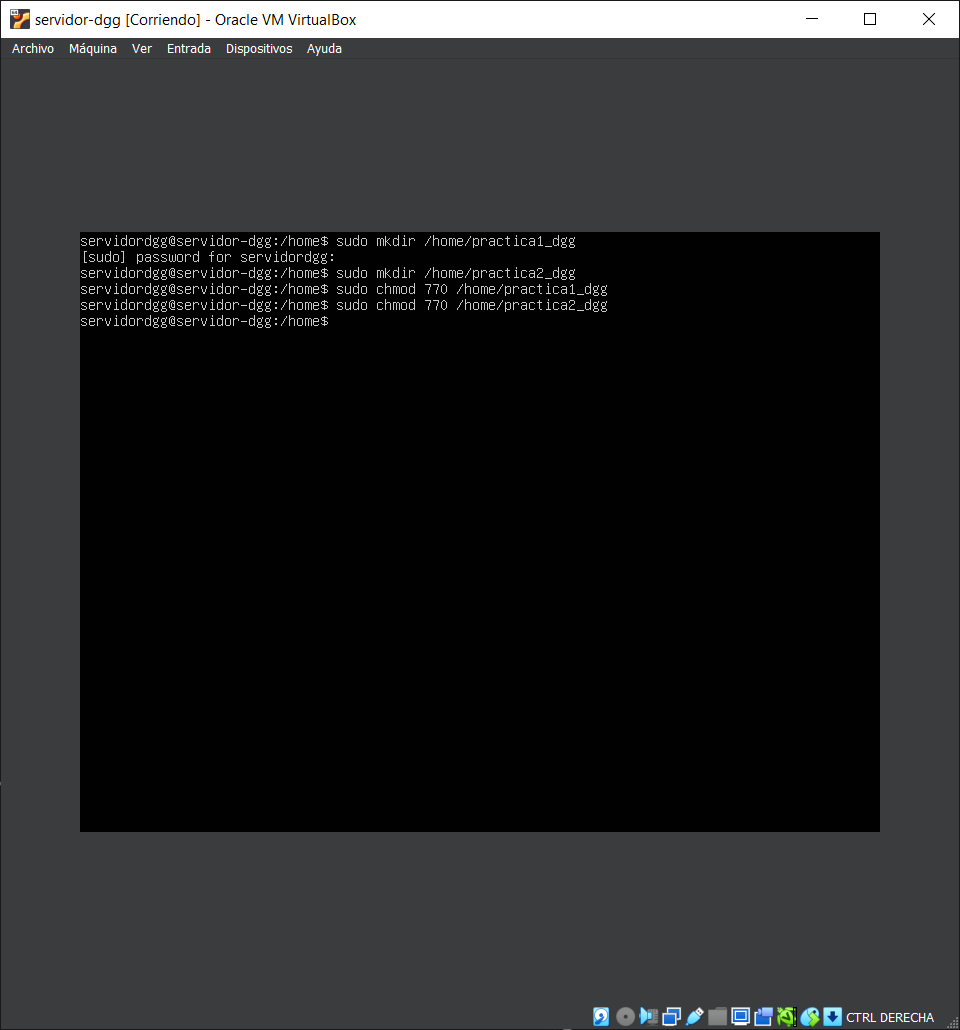 servidor-dgg [Corriendo] - Oracle VM VirtualBox
Archivo Máquina Ver Entrada Dispositivos Ayuda
servidordgg@servidor-dgg:/home$ sudo mkdir /home/practica1_dgg
[sudo] password for servidordgg:
servidordgg@servidor-dgg:/home$ sudo mkdir /home/practica2_dgg
servidordgg@servidor-dgg:/home$ sudo chmod 770 /home/practica1_dgg
servidordgg@servidor-dgg:/home$ sudo chmod 770 /home/practica2_dgg
servidordgg@servidor-dgg:/home$
CTRL DERECHA